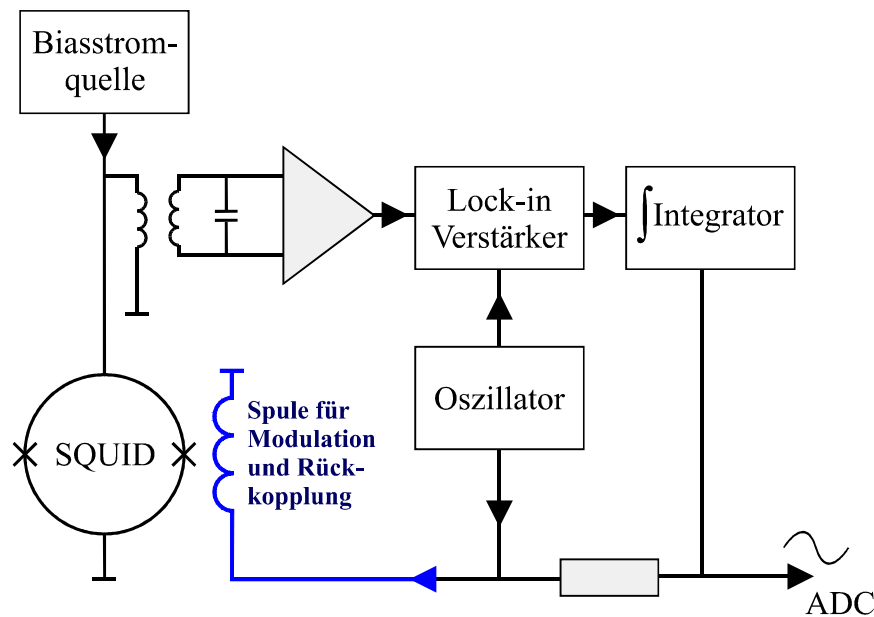 Biasstrom-
quelle
Lock-in
Verstärker
∫Integrator
Oszillator
SQUID
Spule für
Modulation
und Rück-
kopplung
ADC